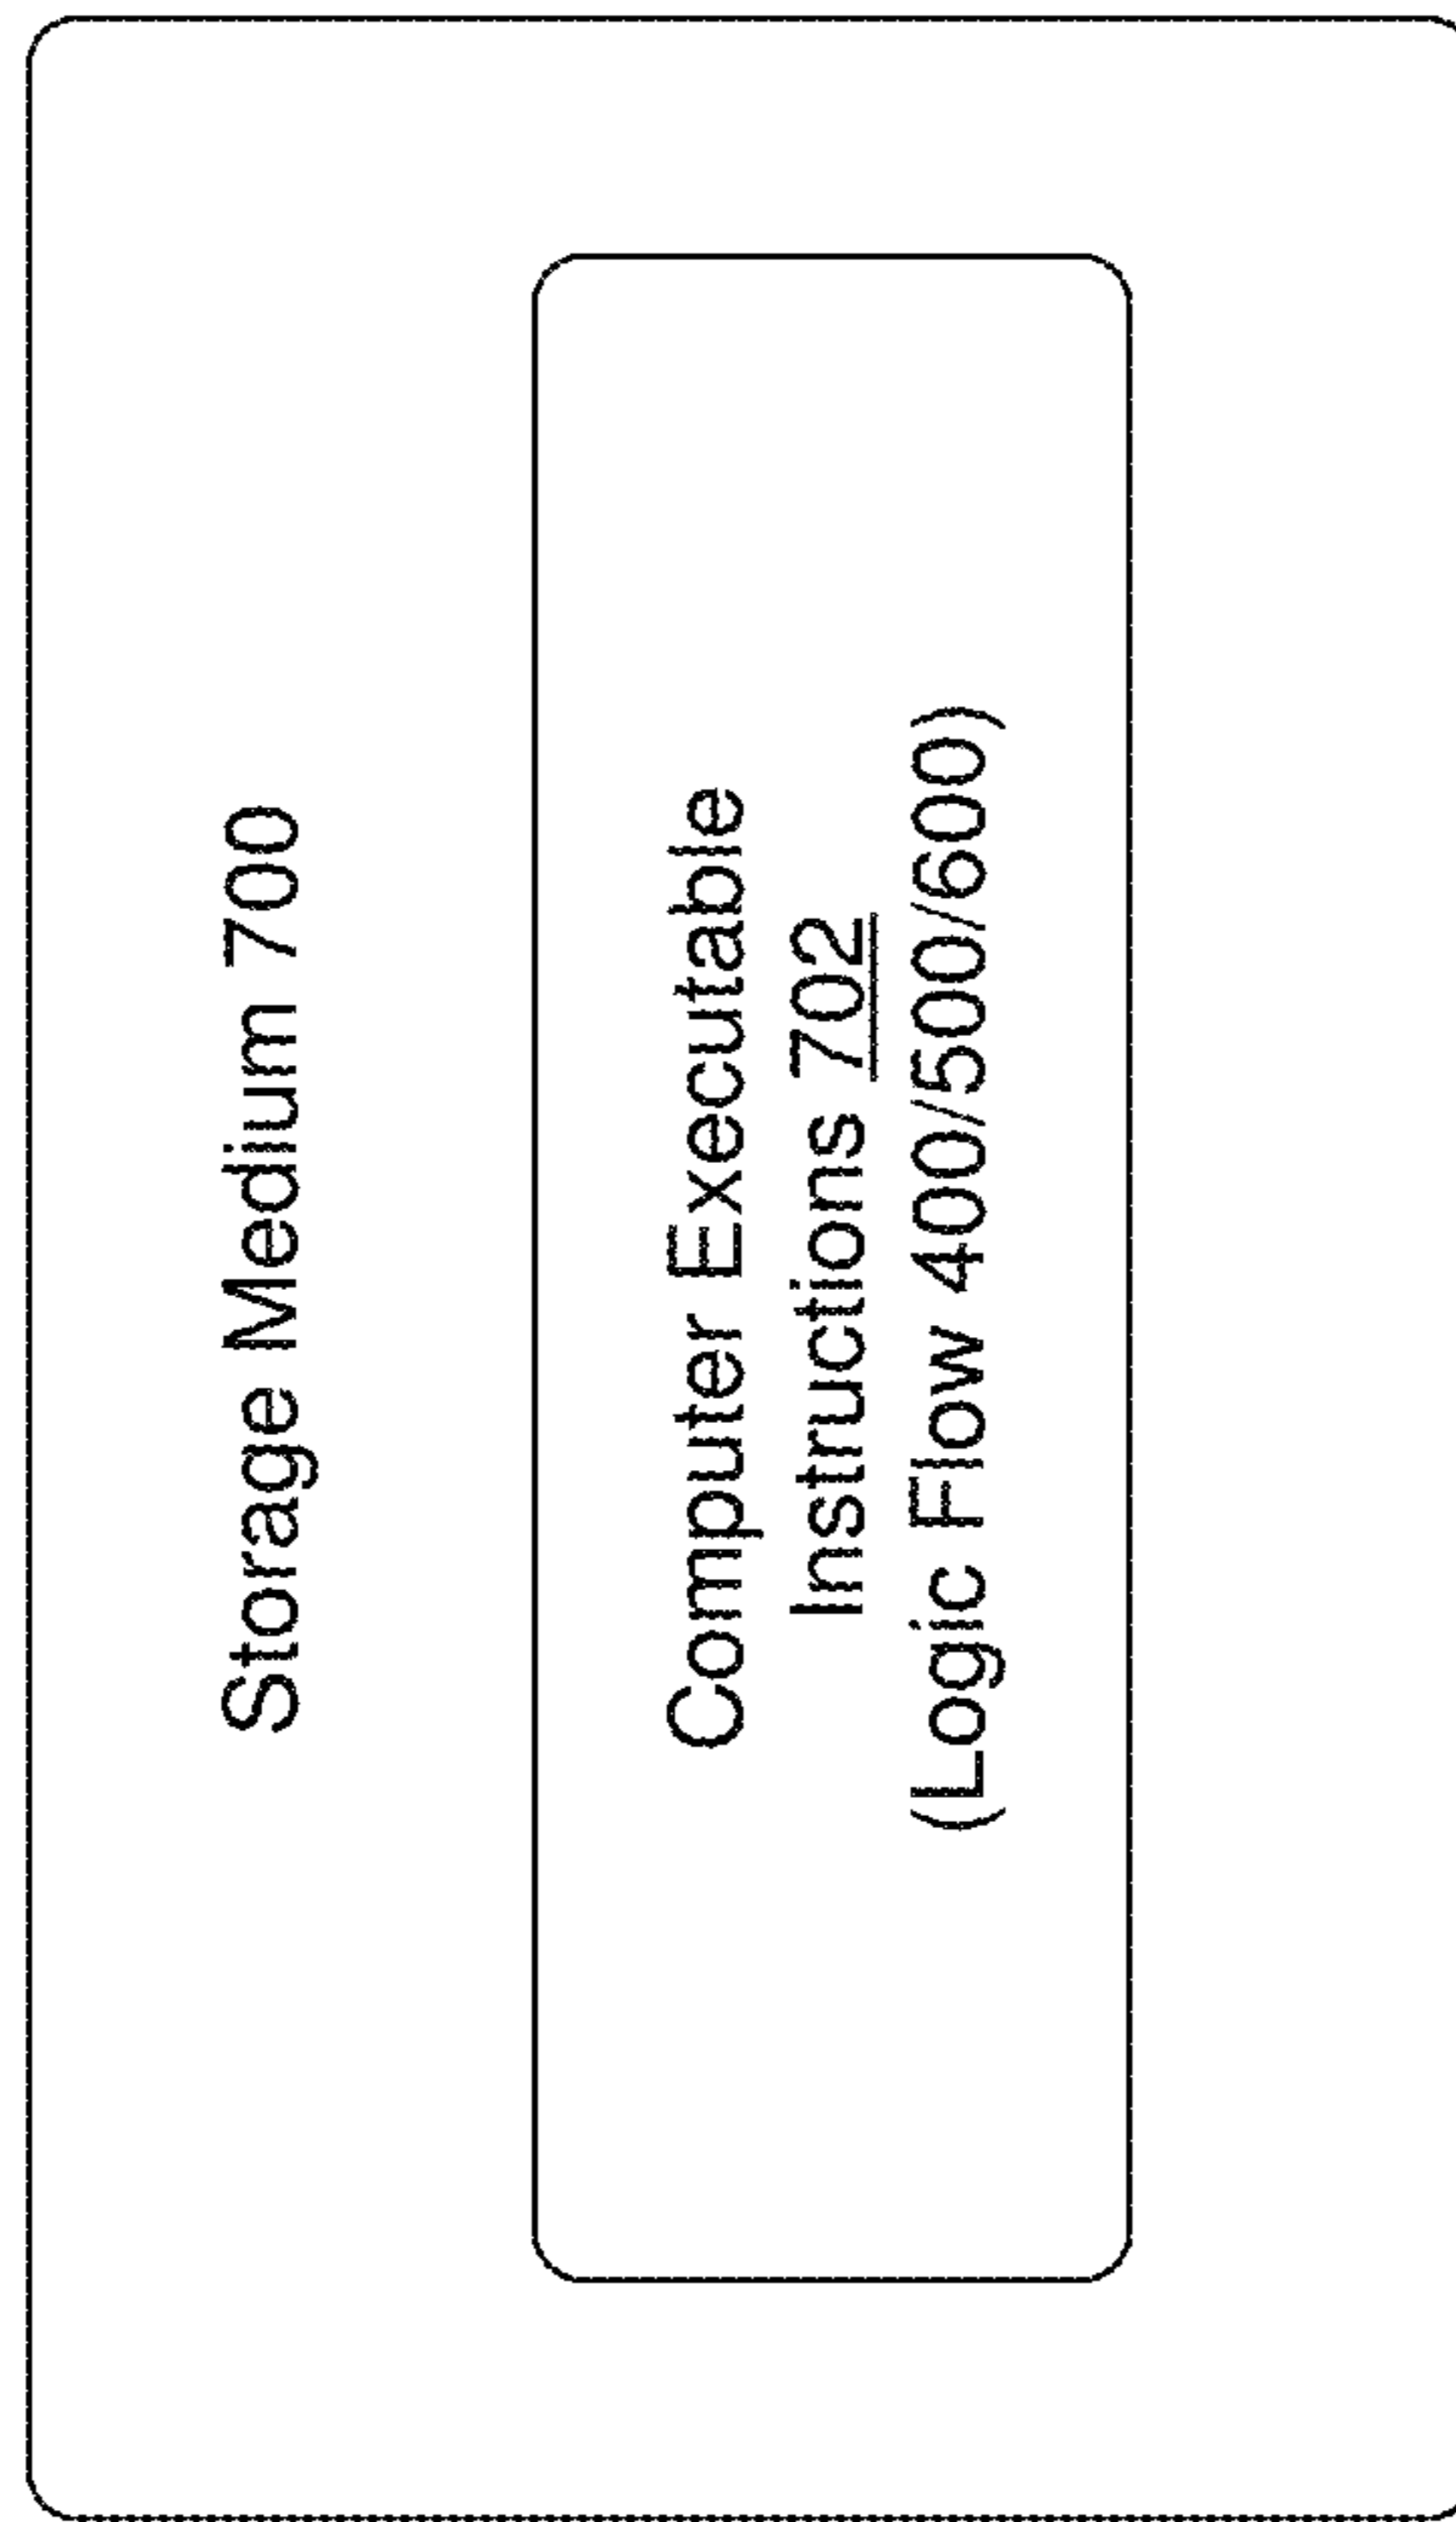 Storage Medium 700
Computer Executable
Instructions 702
(Logic Flow 400/500/600)